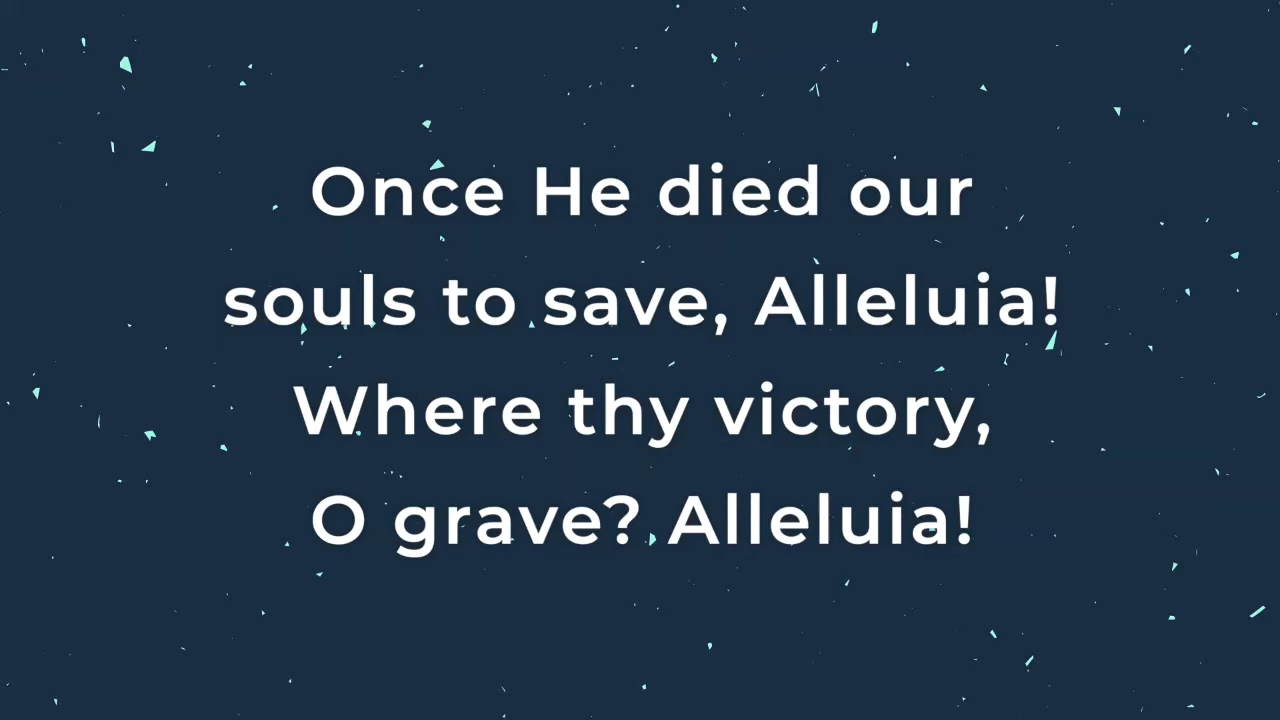 Once He died our
souls to save, Alleluia!
Where thy victory,
O grave? Alleluia!